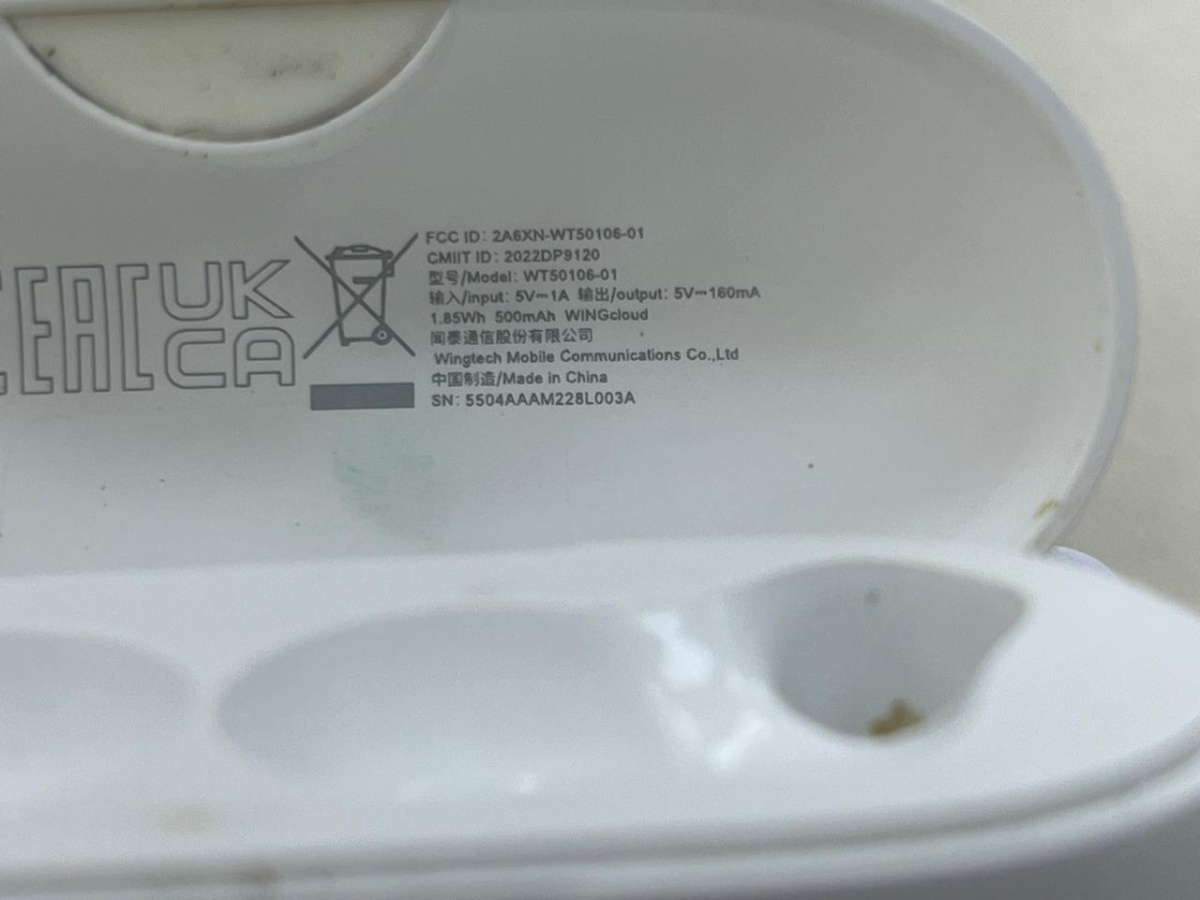 EAC
UK
CA
FCC ID: 2A6XN-WT50106-01
CMIIT ID: 2022DP9120
型号/Model: WT50106-01
输入/input: 5V⎓1A 输出/output: 5V⎓160mA
1.85Wh 500mAh WINGcloud
闻泰通信股份有限公司
Wingtech Mobile Communications Co.,Ltd
中国制造/Made in China
SN: 5504AAAM228L003A